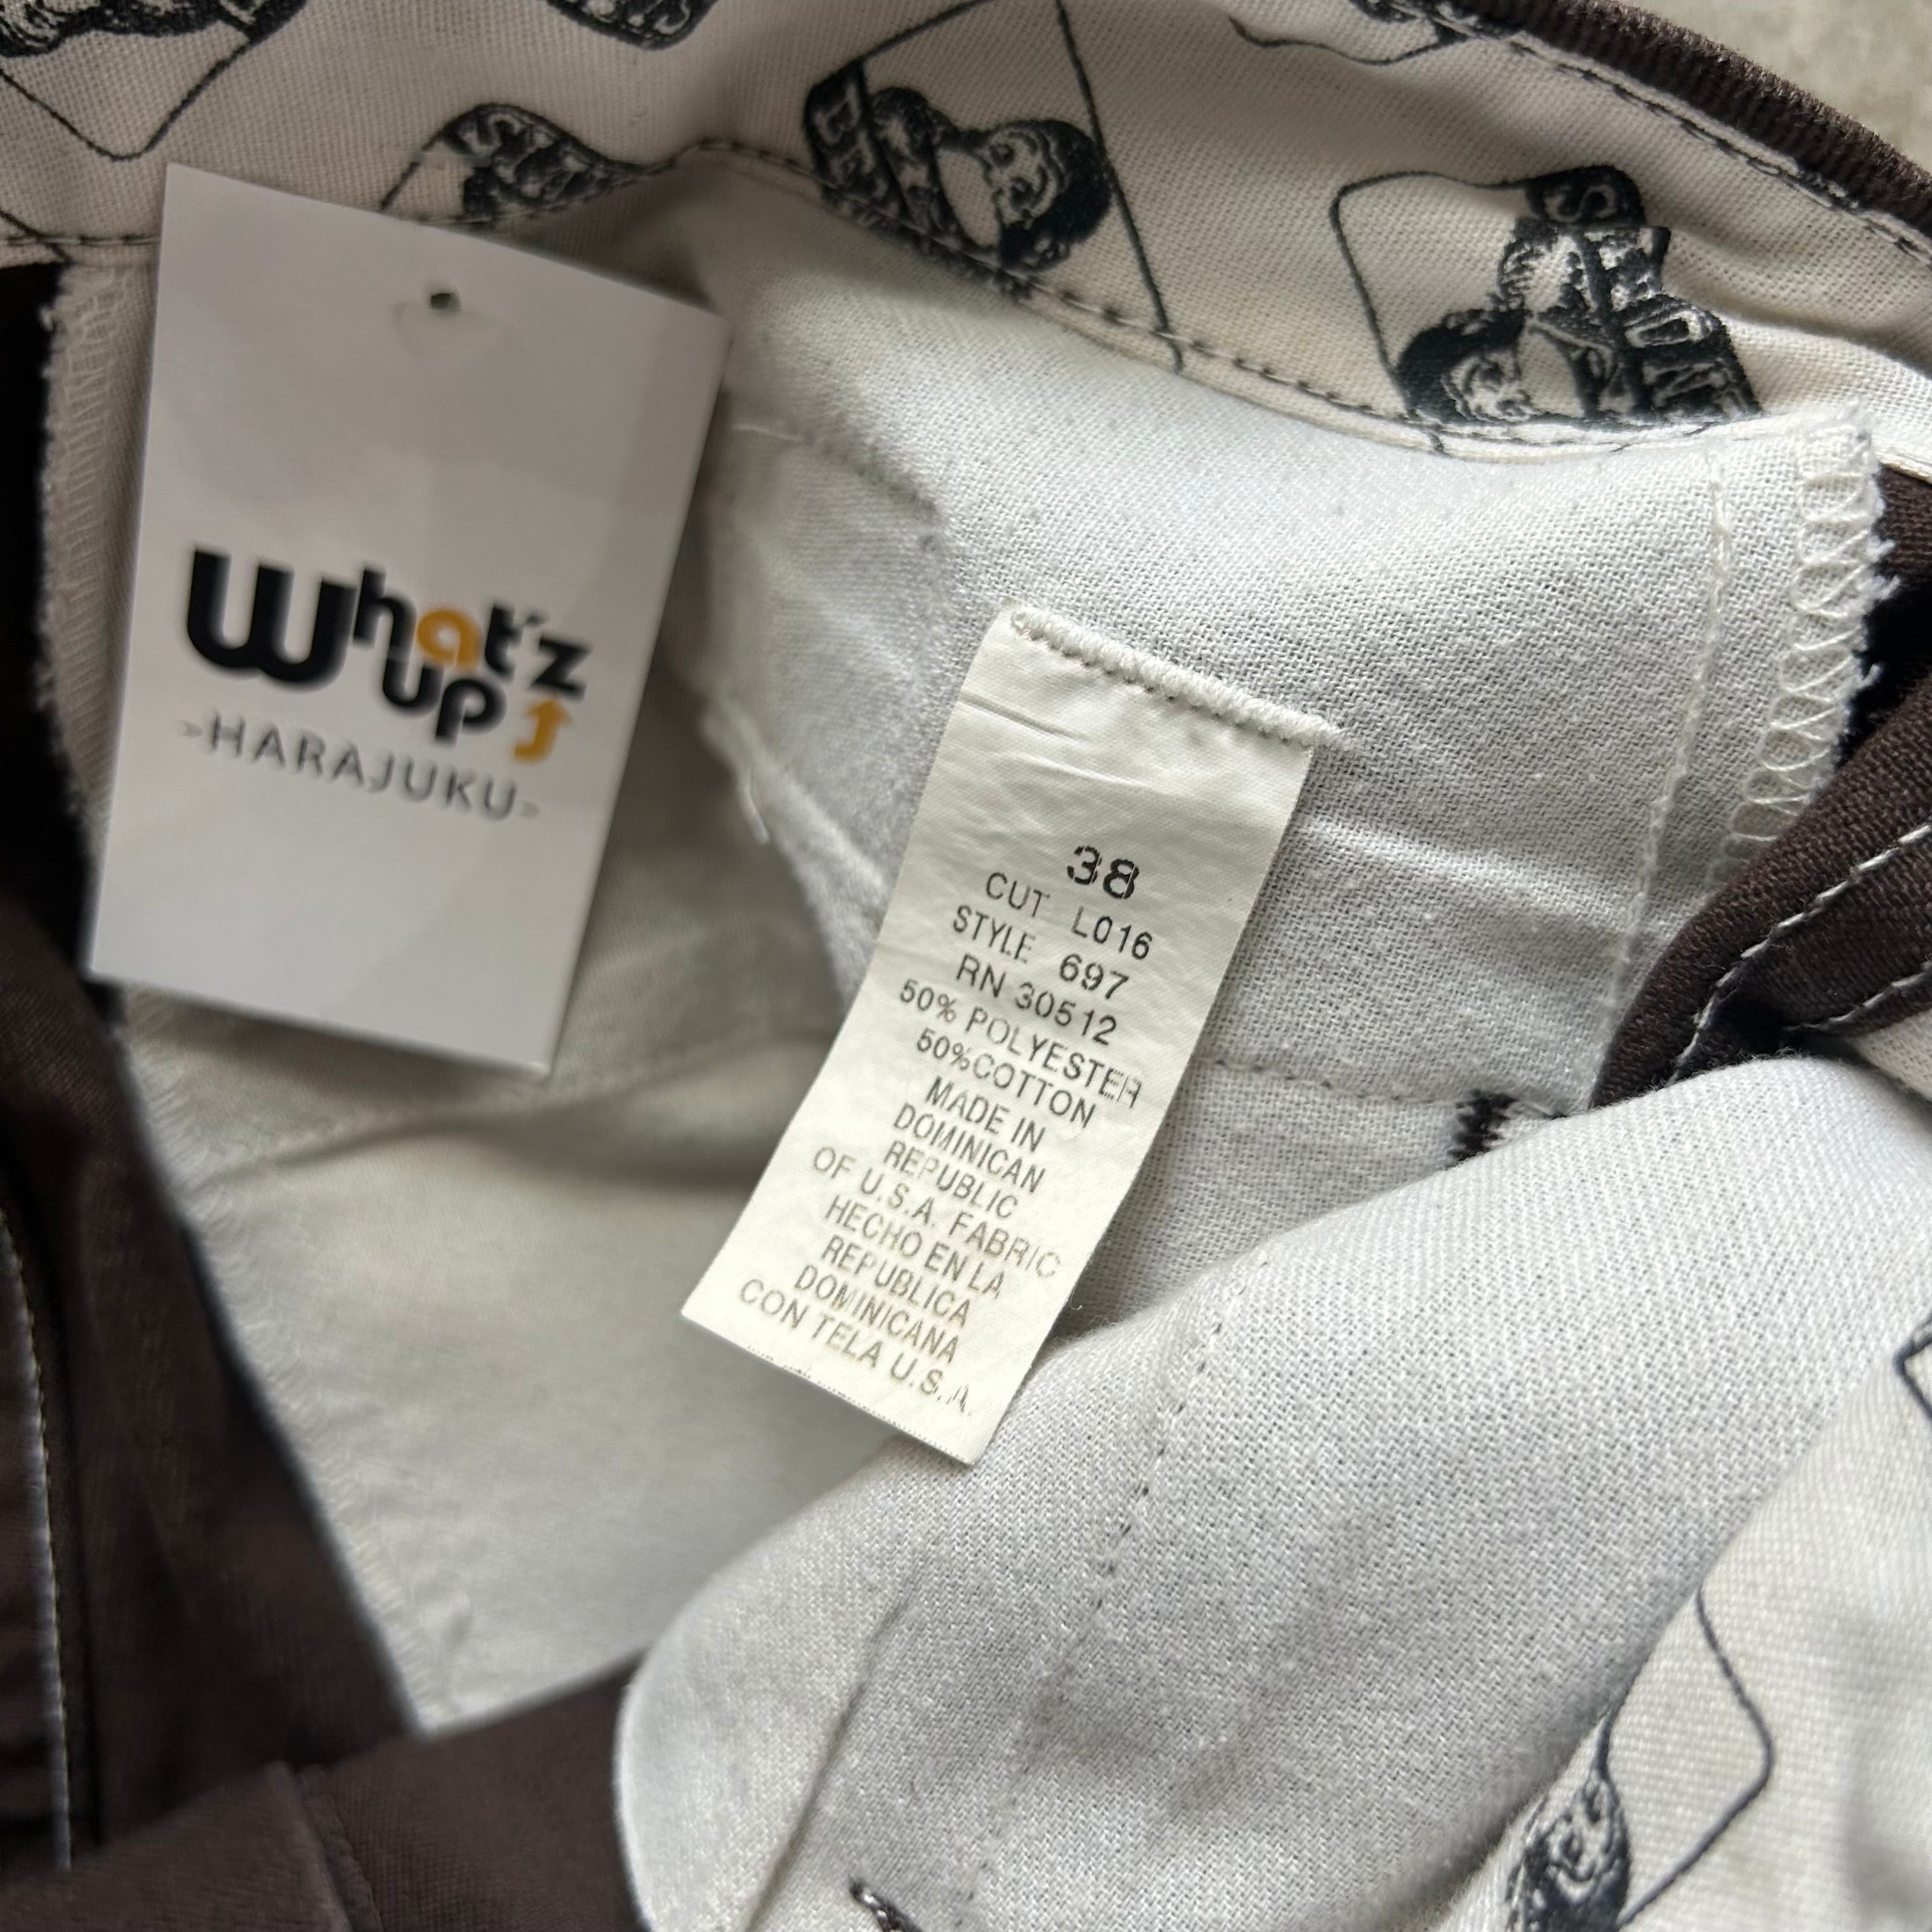 What'z
up
-HARAJUKU-
38
CUT L016
STYLE 697
RN 30512
50% POLYESTER
50%COTTON
MADE IN
DOMINICAN
REPUBLIC
OF U.S.A. FABRIC
HECHO EN LA
REPUBLICA
DOMINICANA
CON TELA U.S.A.